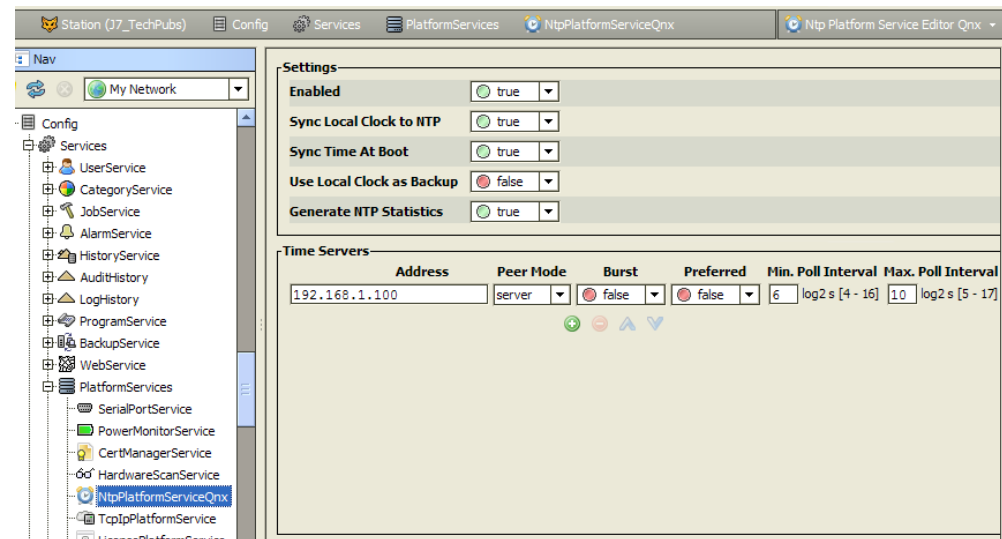 Station (J7_TechPubs) Config Services PlatformServices NtpPlatformServiceQnx Ntp Platform Service Editor Qnx
Nav
My Network
Config
Services
UserService
CategoryService
JobService
AlarmService
HistoryService
AuditHistory
LogHistory
ProgramService
BackupService
WebService
PlatformServices
SerialPortService
PowerMonitorService
CertManagerService
HardwareScanService
NtpPlatformServiceQnx
TcpIpPlatformService
Settings
Enabled true
Sync Local Clock to NTP true
Sync Time At Boot true
Use Local Clock as Backup false
Generate NTP Statistics true
Time Servers
Address Peer Mode Burst Preferred Min. Poll Interval Max. Poll Interval
192.168.1.100 server false false 6 log2 s [4 - 16] 10 log2 s [5 - 17]